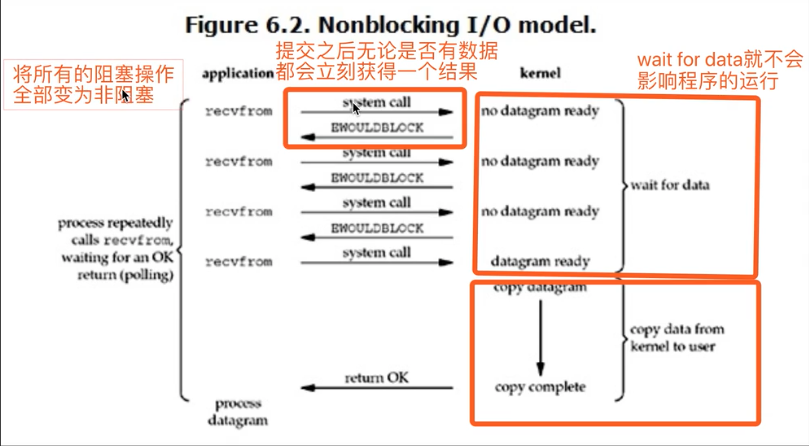 Figure 6.2. Nonblocking I/O model.
将所有的阻塞操作
全部变为非阻塞
提交之后无论是否有数据
都会立刻获得一个结果
wait for data就不会
影响程序的运行
application
kernel
recvfrom
system call
no datagram ready
EWOULDBLOCK
recvfrom
system call
no datagram ready
EWOULDBLOCK
recvfrom
system call
no datagram ready
EWOULDBLOCK
recvfrom
system call
datagram ready
wait for data
process repeatedly
calls recvfrom,
waiting for an OK
return (polling)
copy datagram
copy data from
kernel to user
return OK
copy complete
process
datagram